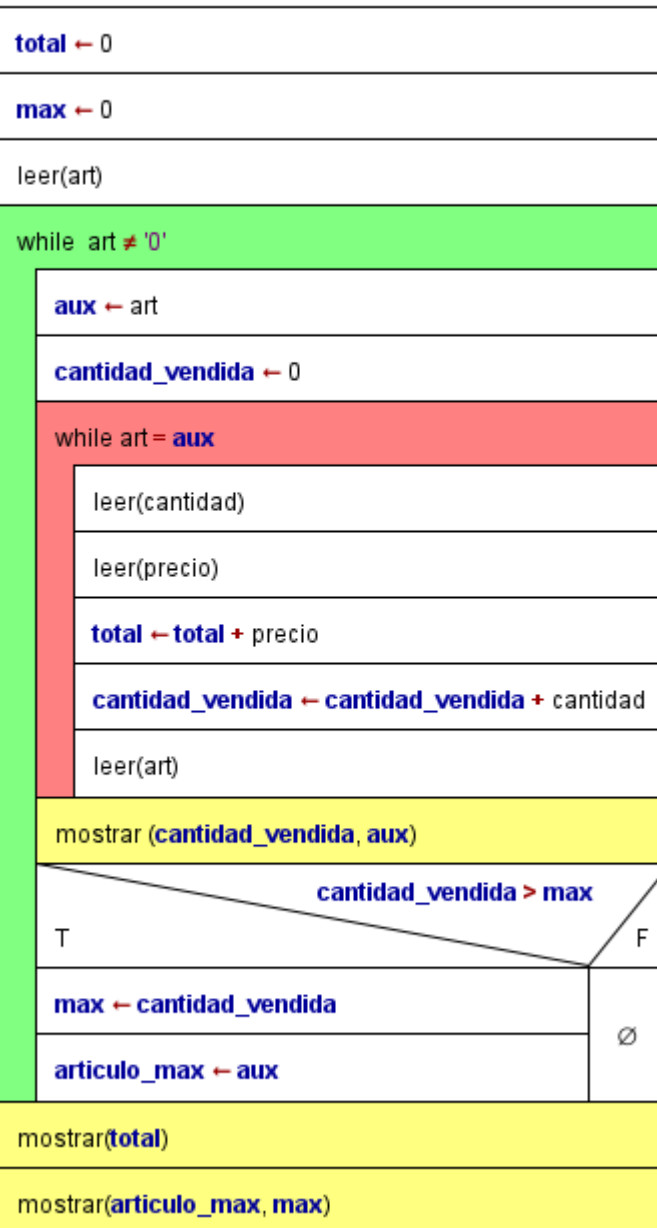 total ← 0
max ← 0
leer(art)
while art ≠ '0'
aux ← art
cantidad_vendida ← 0
while art = aux
leer(cantidad)
leer(precio)
total ← total + precio
cantidad_vendida ← cantidad_vendida + cantidad
leer(art)
mostrar (cantidad_vendida, aux)
cantidad_vendida > max
T F
max ← cantidad_vendida
∅
articulo_max ← aux
mostrar(total)
mostrar(articulo_max, max)